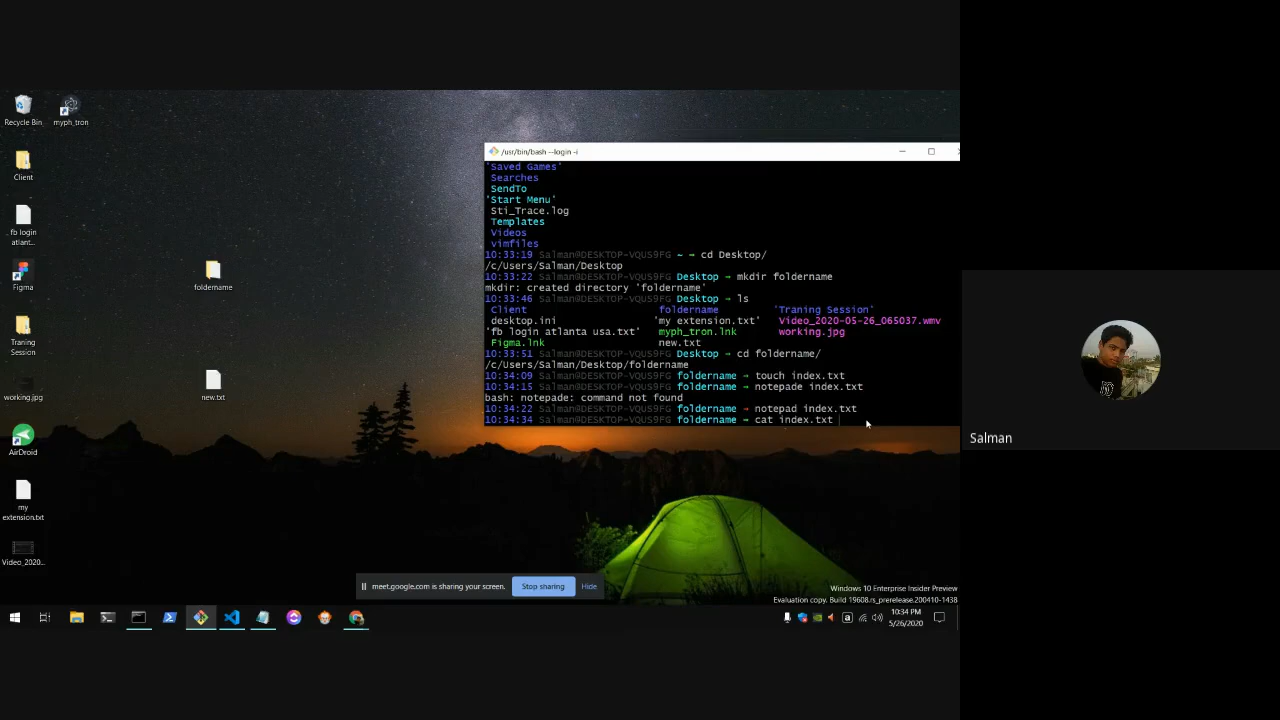 Recycle Bin
myph_tron
Client
fb login
atlant...
Figma
Traning
Session
working.jpg
AirDroid
my
extension.txt
Video_2020...
foldername
new.txt
/usr/bin/bash --login -i
'Saved Games'
Searches
SendTo
'Start Menu'
Sti_Trace.log
Templates
Videos
vimfiles
10:33:19 Salman@DESKTOP-VQUS9FG ~ → cd Desktop/
/c/Users/Salman/Desktop
10:33:22 Salman@DESKTOP-VQUS9FG Desktop → mkdir foldername
mkdir: created directory 'foldername'
10:33:46 Salman@DESKTOP-VQUS9FG Desktop → ls
Client foldername 'Traning Session'
desktop.ini 'my extension.txt' Video_2020-05-26_065037.wmv
'fb login atlanta usa.txt' myph_tron.lnk working.jpg
Figma.lnk new.txt
10:33:51 Salman@DESKTOP-VQUS9FG Desktop → cd foldername/
/c/Users/Salman/Desktop/foldername
10:34:09 Salman@DESKTOP-VQUS9FG foldername → touch index.txt
10:34:15 Salman@DESKTOP-VQUS9FG foldername → notepade index.txt
bash: notepade: command not found
10:34:22 Salman@DESKTOP-VQUS9FG foldername → notepad index.txt
10:34:34 Salman@DESKTOP-VQUS9FG foldername → cat index.txt
Salman
meet.google.com is sharing your screen. Stop sharing Hide
Windows 10 Enterprise Insider Preview
Evaluation copy. Build 19608.rs_prerelease.200410-1438
10:34 PM
5/26/2020